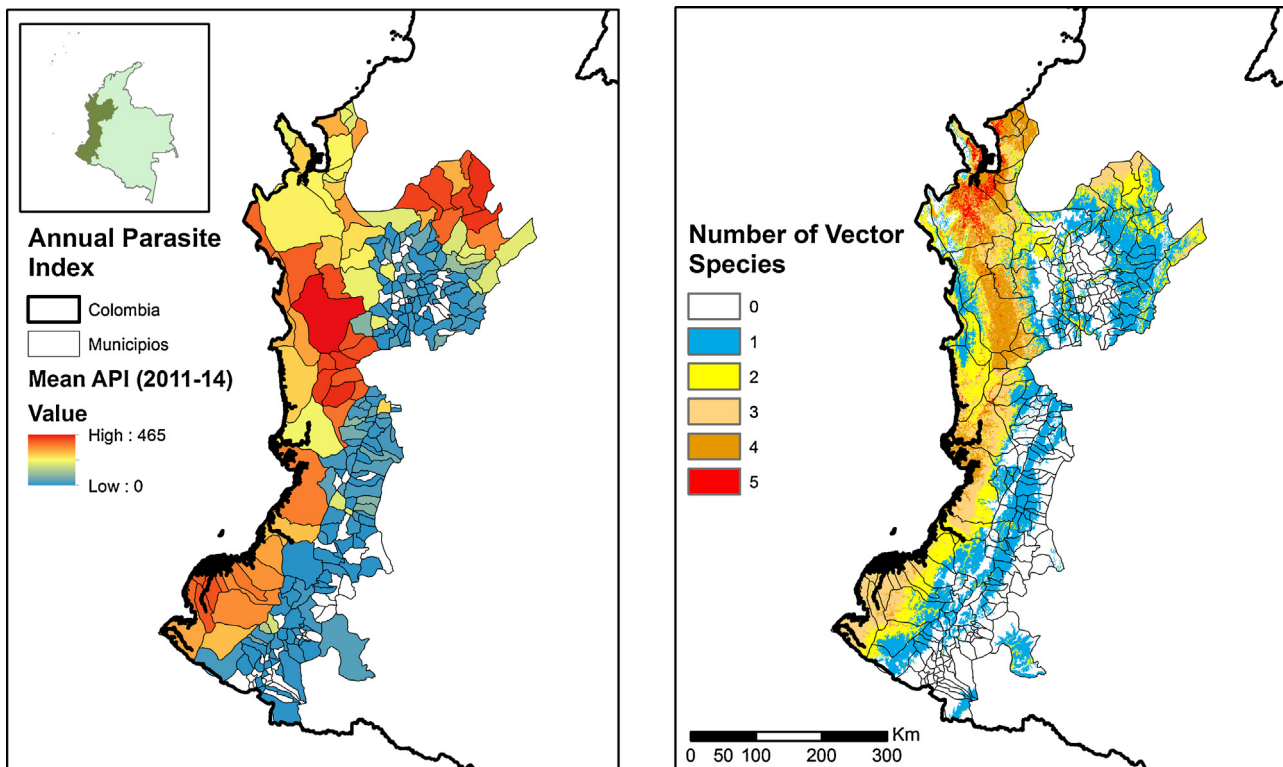 Annual Parasite
Index
Colombia
Municipios
Mean API (2011-14)
Value
High : 465
Low : 0
Number of Vector
Species
0
1
2
3
4
5
Km
0 50 100 200 300